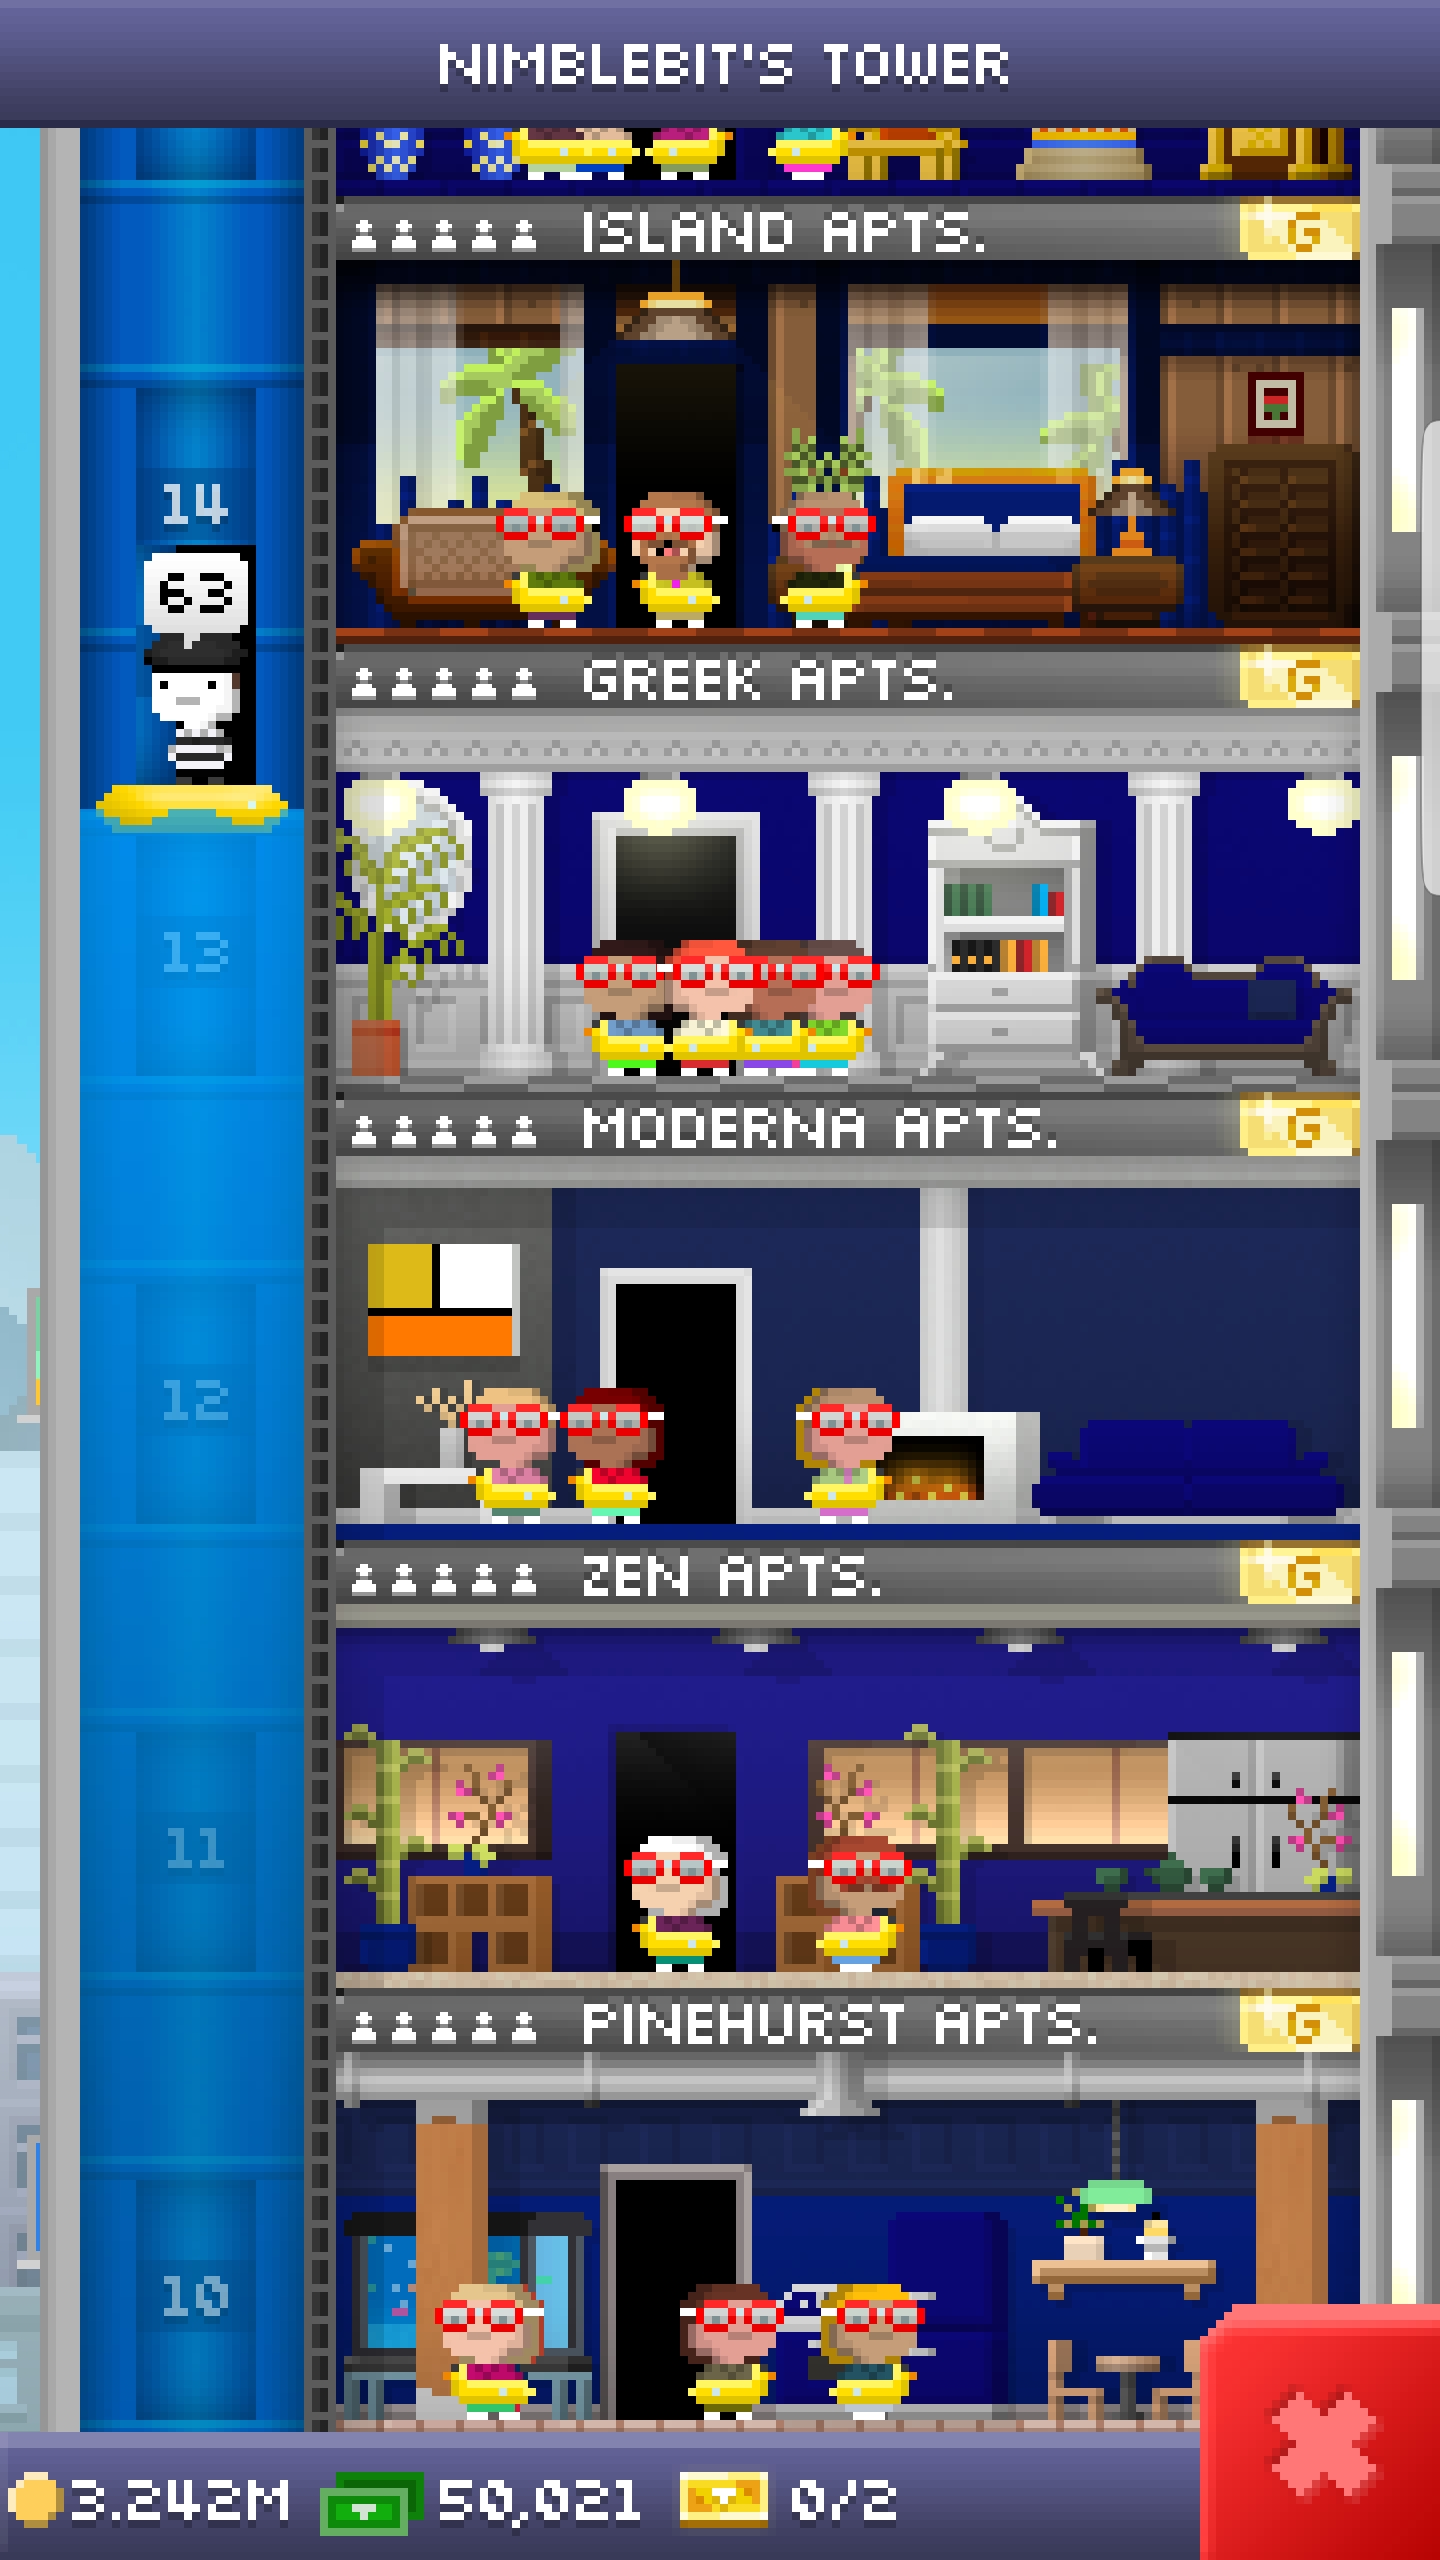 NIMBLEBIT'S TOWER
ISLAND APTS. G
14
63
GREEK APTS. G
13
MODERNA APTS. G
12
ZEN APTS. G
11
PINEHURST APTS. G
10
3.242M 50,021 0/2